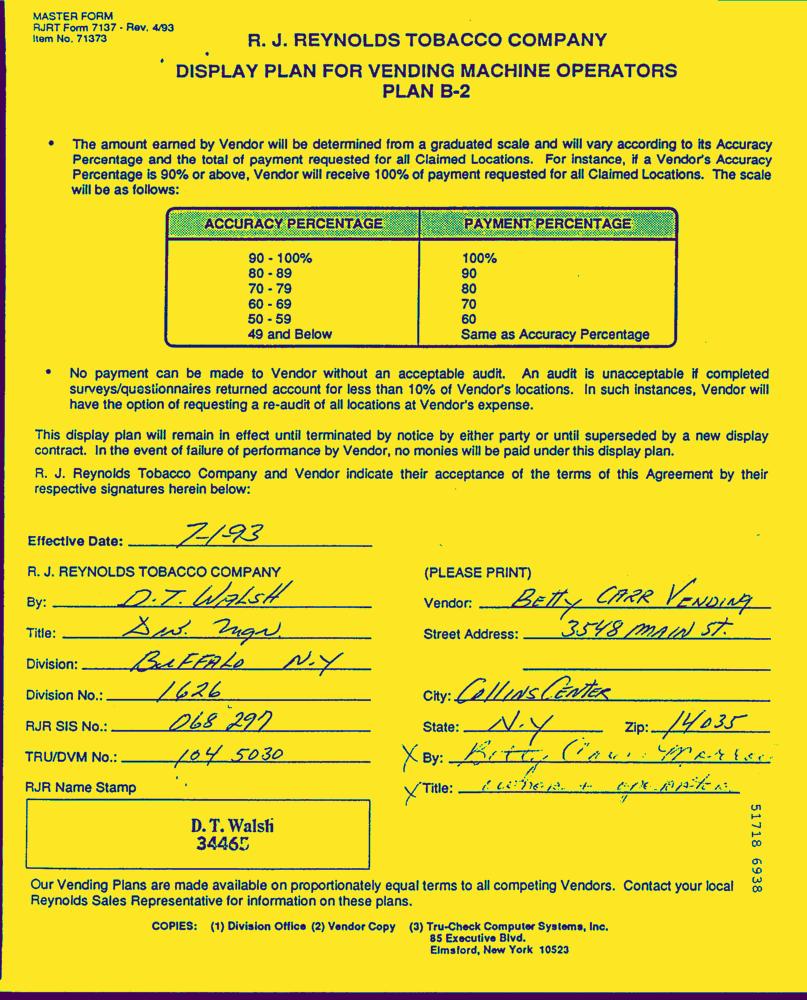 MASTER FORM
RJRT Form 7137 - Rev. 4/93
Item No. 71373
R. J. REYNOLDS TOBACCO COMPANY
DISPLAY PLAN FOR VENDING MACHINE OPERATORS
PLAN B-2
• The amount earned by Vendor will be determined from a graduated scale and will vary according to its Accuracy
Percentage and the total of payment requested for all Claimed Locations. For instance, if a Vendor's Accuracy
Percentage is 90% or above, Vendor will receive 100% of payment requested for all Claimed Locations. The scale
will be as follows:
ACCURACY PERCENTAGE PAYMENT PERCENTAGE
90 - 100% 100%
80 - 89 90
70 - 79 80
60 - 69 70
50 - 59 60
49 and Below Same as Accuracy Percentage
• No payment can be made to Vendor without an acceptable audit. An audit is unacceptable if completed
surveys/questionnaires returned account for less than 10% of Vendor's locations. In such instances, Vendor will
have the option of requesting a re-audit of all locations at Vendor's expense.
This display plan will remain in effect until terminated by notice by either party or until superseded by a new display
contract. In the event of failure of performance by Vendor, no monies will be paid under this display plan.
R. J. Reynolds Tobacco Company and Vendor indicate their acceptance of the terms of this Agreement by their
respective signatures herein below:
Effective Date: 7-1-93
R. J. REYNOLDS TOBACCO COMPANY (PLEASE PRINT)
By: D.T. WALSH Vendor: BETTY CARR VENDING
Title: Div. Mgr. Street Address: 3548 MAIN ST.
Division: BUFFALO N.Y
Division No.: 1626 City: COLLINS CENTER
RJR SIS No.: 068 297 State: N.Y Zip: 14035
TRU/DVM No.: 104 5030 X By: Betty Carr
RJR Name Stamp X Title: owner + operator
D. T. Walsh
34465
51718 6938
Our Vending Plans are made available on proportionately equal terms to all competing Vendors. Contact your local
Reynolds Sales Representative for information on these plans.
COPIES: (1) Division Office (2) Vendor Copy (3) Tru-Check Computer Systems, Inc.
85 Executive Blvd.
Elmsford, New York 10523